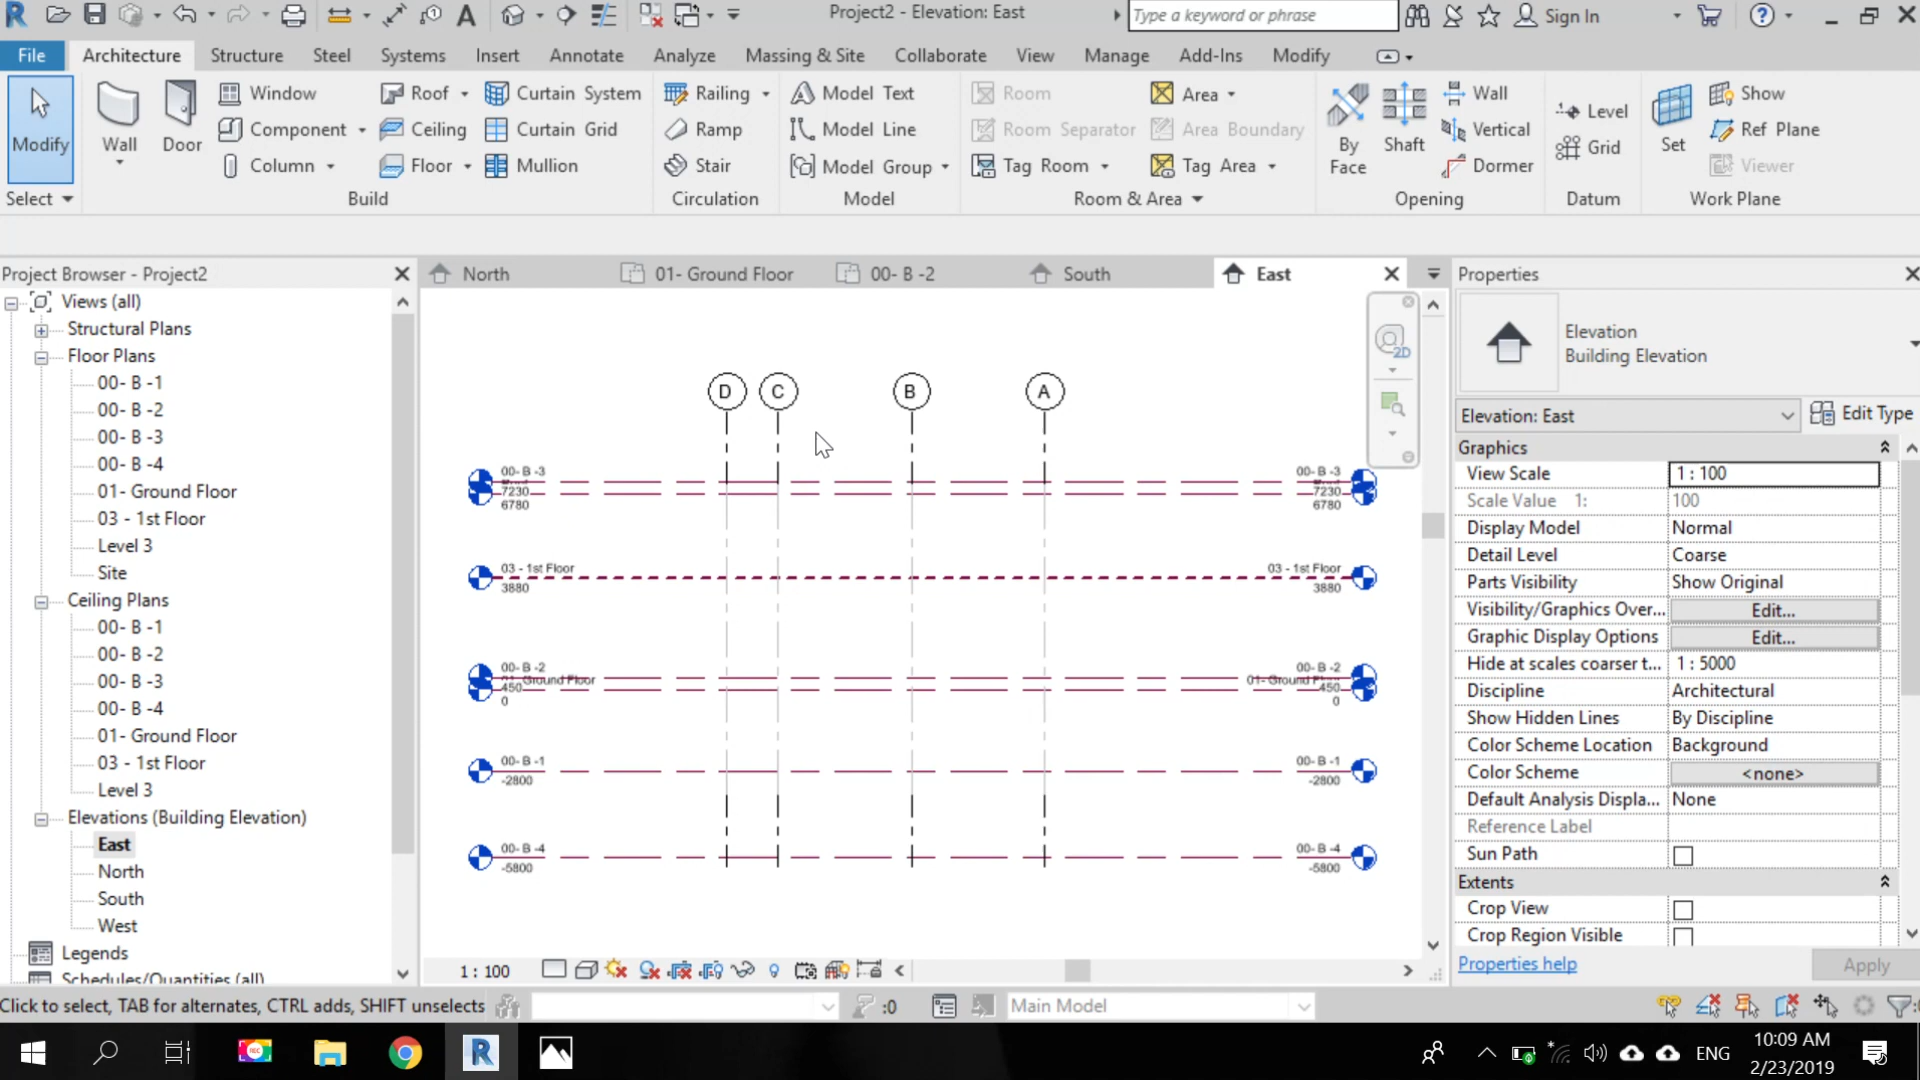 Project2 - Elevation: East
Type a keyword or phrase
Sign In
File
Architecture
Structure
Steel
Systems
Insert
Annotate
Analyze
Massing & Site
Collaborate
View
Manage
Add-Ins
Modify
Modify
Wall
Door
Window
Component
Column
Roof
Ceiling
Floor
Curtain System
Curtain Grid
Mullion
Railing
Ramp
Stair
Model Text
Model Line
Model Group
Room
Room Separator
Tag Room
Area
Area Boundary
Tag Area
By Face
Shaft
Wall
Vertical
Dormer
Level
Grid
Set
Show
Ref Plane
Viewer
Select
Build
Circulation
Model
Room & Area
Opening
Datum
Work Plane
Project Browser - Project2
Views (all)
Structural Plans
Floor Plans
00- B -1
00- B -2
00- B -3
00- B -4
01- Ground Floor
03 - 1st Floor
Level 3
Site
Ceiling Plans
00- B -1
00- B -2
00- B -3
00- B -4
01- Ground Floor
03 - 1st Floor
Level 3
Elevations (Building Elevation)
East
North
South
West
Legends
Schedules/Quantities (all)
North
01- Ground Floor
00- B -2
South
East
2D
D C B A
00- B -3 00- B -3
7230 7230
6780 6780
03 - 1st Floor 03 - 1st Floor
3880 3880
00- B -2 00- B -2
01- Ground Floor 01- Ground Floor
450 450
0 0
00- B -1 00- B -1
-2800 -2800
00- B -4 00- B -4
-5800 -5800
1 : 100
Properties
Elevation
Building Elevation
Elevation: East
Edit Type
Graphics
View Scale 1 : 100
Scale Value 1: 100
Display Model Normal
Detail Level Coarse
Parts Visibility Show Original
Visibility/Graphics Over... Edit...
Graphic Display Options Edit...
Hide at scales coarser t... 1 : 5000
Discipline Architectural
Show Hidden Lines By Discipline
Color Scheme Location Background
Color Scheme <none>
Default Analysis Displa... None
Reference Label
Sun Path
Extents
Crop View
Crop Region Visible
Properties help
Apply
Click to select, TAB for alternates, CTRL adds, SHIFT unselects
:0
Main Model
ENG
10:09 AM
2/23/2019